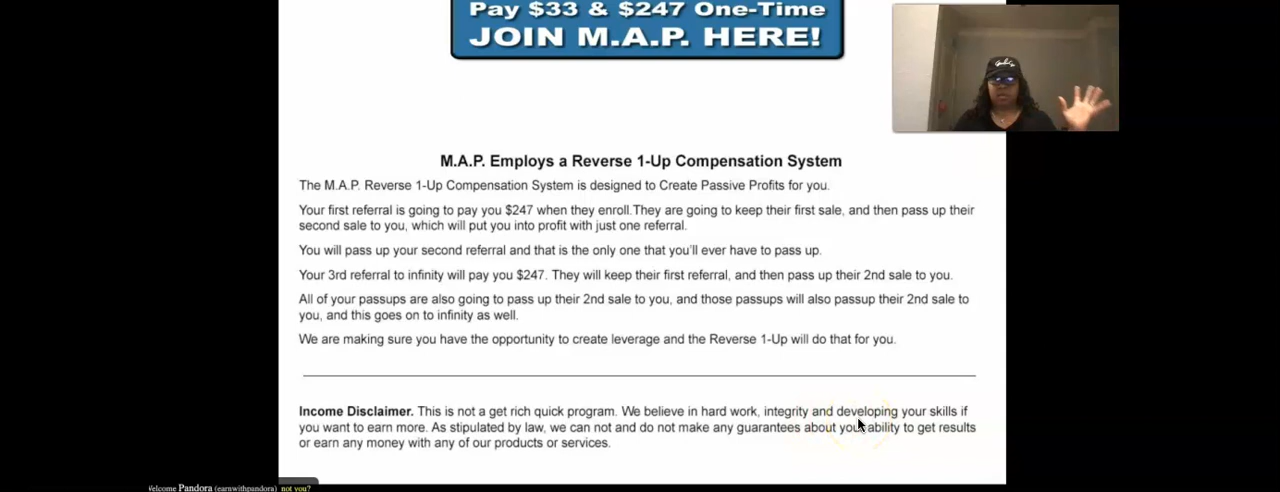 Pay $33 & $247 One-Time
JOIN M.A.P. HERE!
M.A.P. Employs a Reverse 1-Up Compensation System
The M.A.P. Reverse 1-Up Compensation System is designed to Create Passive Profits for you.
Your first referral is going to pay you $247 when they enroll.They are going to keep their first sale, and then pass up their
second sale to you, which will put you into profit with just one referral.
You will pass up your second referral and that is the only one that you'll ever have to pass up.
Your 3rd referral to infinity will pay you $247. They will keep their first referral, and then pass up their 2nd sale to you.
All of your passups are also going to pass up their 2nd sale to you, and those passups will also passup their 2nd sale to
you, and this goes on to infinity as well.
We are making sure you have the opportunity to create leverage and the Reverse 1-Up will do that for you.
Income Disclaimer. This is not a get rich quick program. We believe in hard work, integrity and developing your skills if
you want to earn more. As stipulated by law, we can not and do not make any guarantees about your ability to get results
or earn any money with any of our products or services.
Pandora (earnwithpandora) not you?